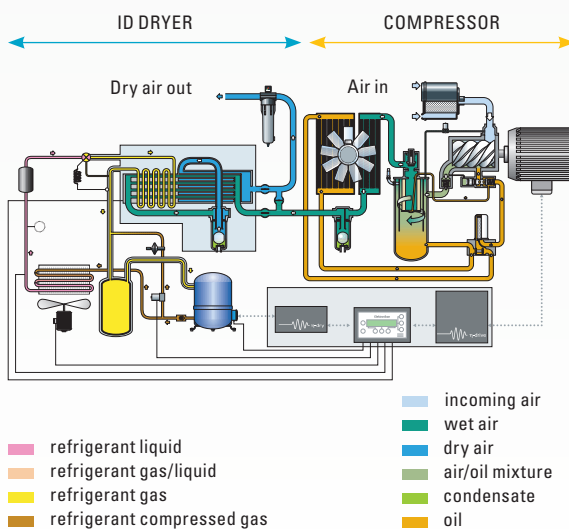 ID DRYER
COMPRESSOR
Dry air out
Air in
refrigerant liquid
refrigerant gas/liquid
refrigerant gas
refrigerant compressed gas
incoming air
wet air
dry air
air/oil mixture
condensate
oil